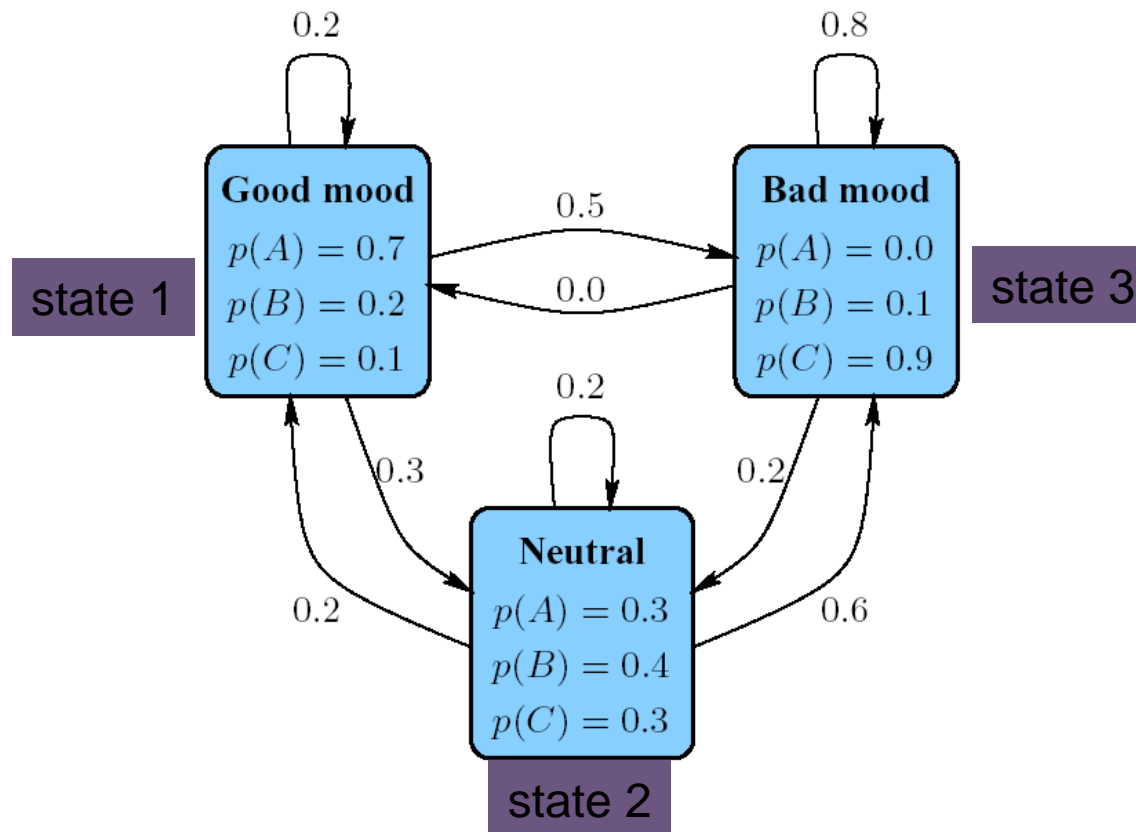 0.2
0.8
Good mood
p(A) = 0.7
p(B) = 0.2
p(C) = 0.1
0.5
0.0
Bad mood
p(A) = 0.0
p(B) = 0.1
p(C) = 0.9
state 1
state 3
0.2
0.3
0.2
Neutral
p(A) = 0.3
p(B) = 0.4
p(C) = 0.3
0.2
0.6
state 2